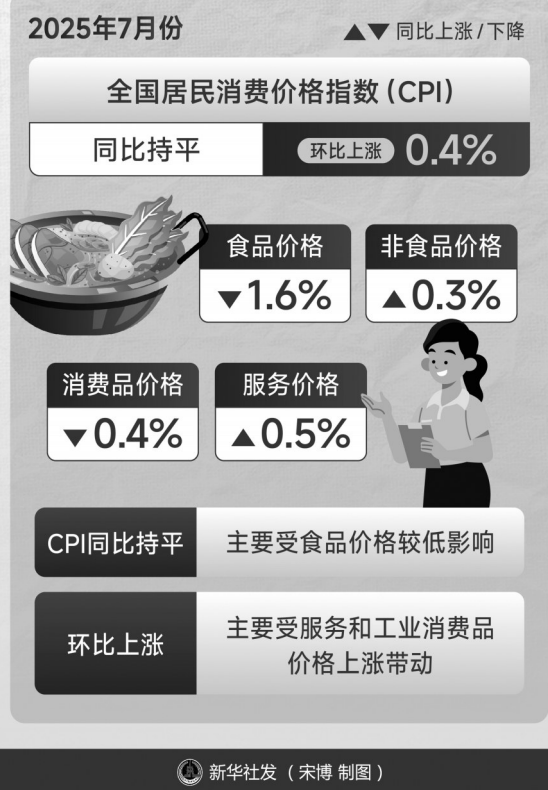 2025年7月份
▲▼ 同比上涨/下降
全国居民消费价格指数（CPI）
同比持平
环比上涨 0.4%
食品价格
▼1.6%
非食品价格
▲0.3%
消费品价格
▼0.4%
服务价格
▲0.5%
CPI同比持平
主要受食品价格较低影响
环比上涨
主要受服务和工业消费品
价格上涨带动
新华社发（宋博 制图）